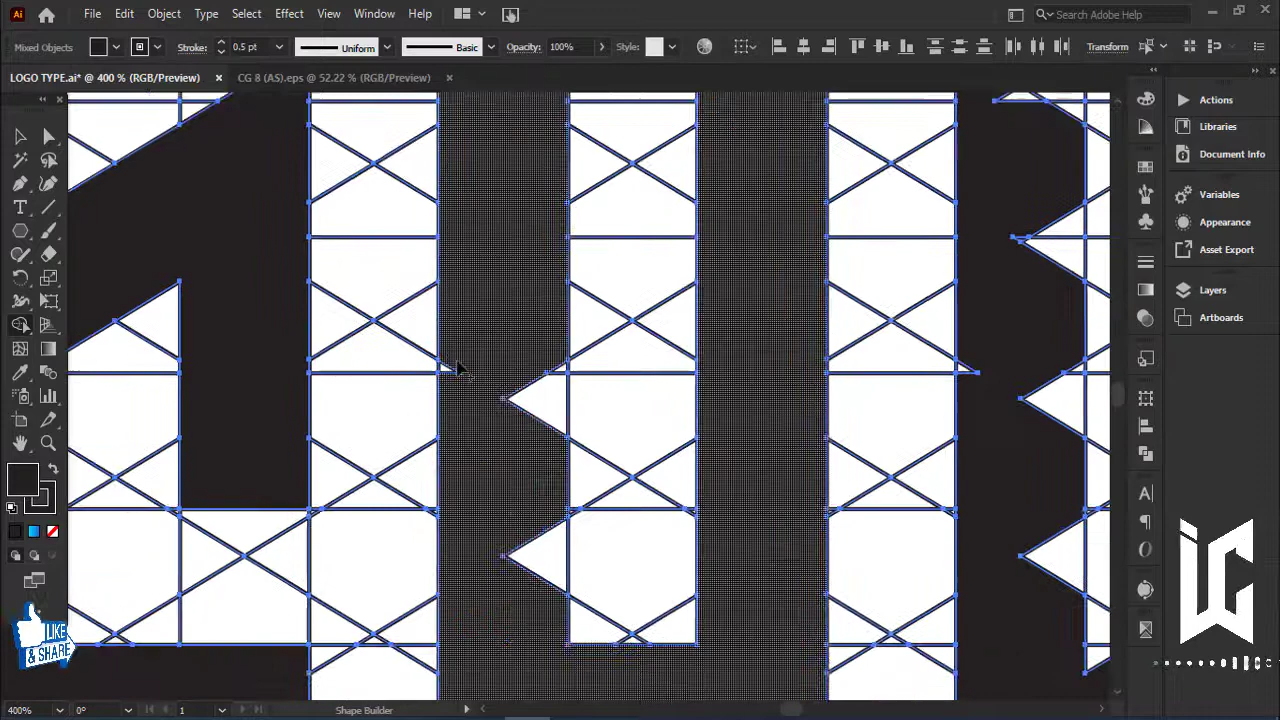 Ai File Edit Object Type Select Effect View Window Help Search Adobe Help
Mixed Objects Stroke: 0.5 pt Uniform Basic Opacity: 100% Style: Transform
LOGO TYPE.ai* @ 400 % (RGB/Preview) × CG 8 (AS).eps @ 52.22 % (RGB/Preview) ×
Actions
Libraries
Document Info
Variables
Appearance
Asset Export
Layers
Artboards
LIKE
& SHARE
400% 0° 1 Shape Builder